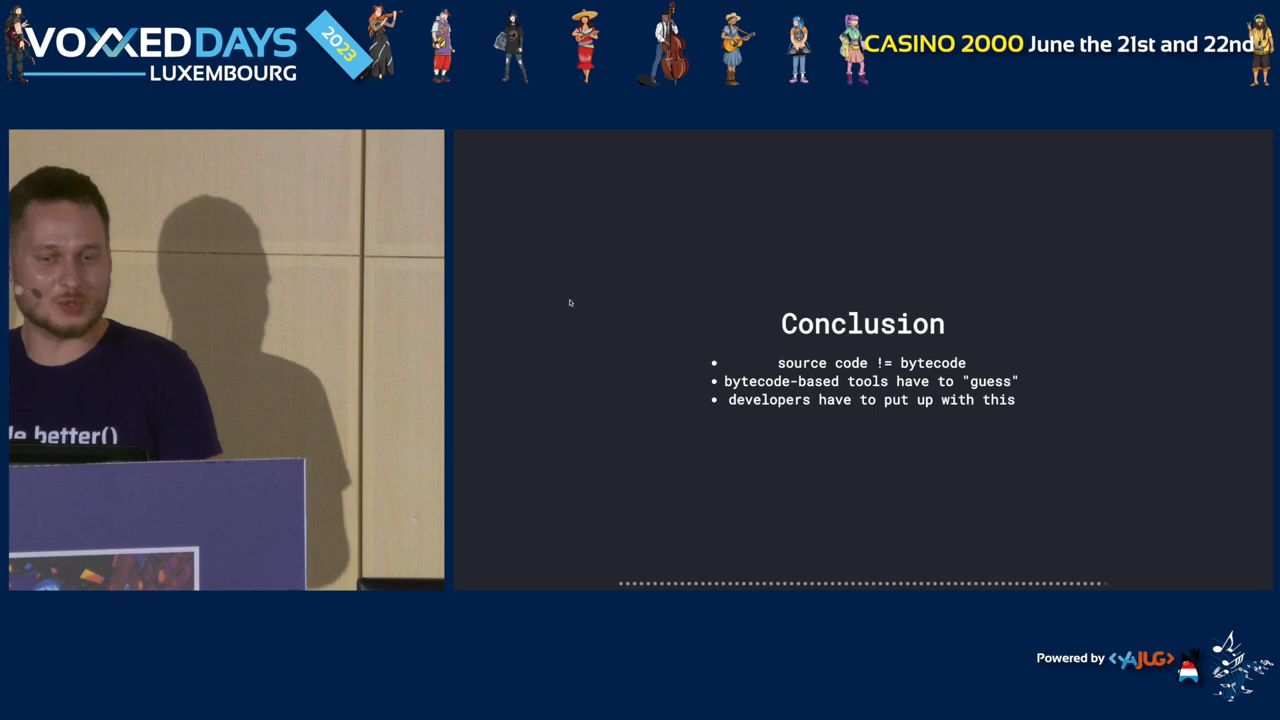 VOXXED DAYS
LUXEMBOURG
2023
CASINO 2000 June the 21st and 22nd
better()
Conclusion
• source code != bytecode
• bytecode-based tools have to "guess"
• developers have to put up with this
Powered by <YAJUG>